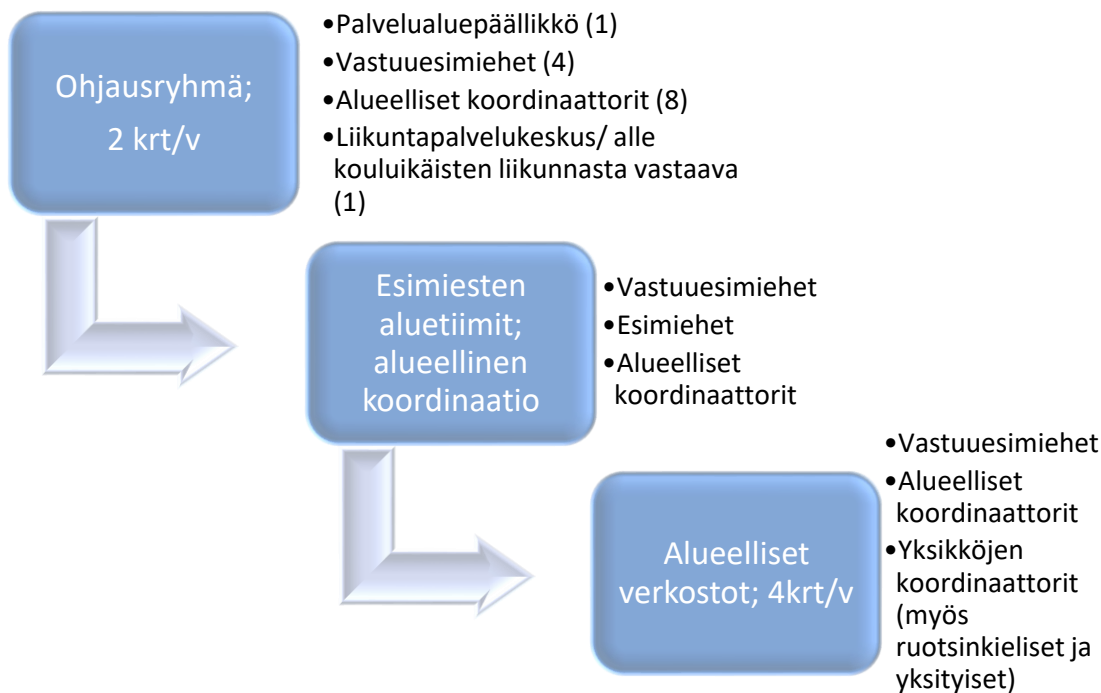 Ohjausryhmä;
2 krt/v
•Palvelualuepäällikkö (1)
•Vastuuesimiehet (4)
•Alueelliset koordinaattorit (8)
•Liikuntapalvelukeskus/ alle
kouluikäisten liikunnasta vastaava
(1)
Esimiesten
aluetiimit;
alueellinen
koordinaatio
•Vastuuesimiehet
•Esimiehet
•Alueelliset
koordinaattorit
Alueelliset
verkostot; 4krt/v
•Vastuuesimiehet
•Alueelliset
koordinaattorit
•Yksikköjen
koordinaattorit
(myös
ruotsinkieliset ja
yksityiset)